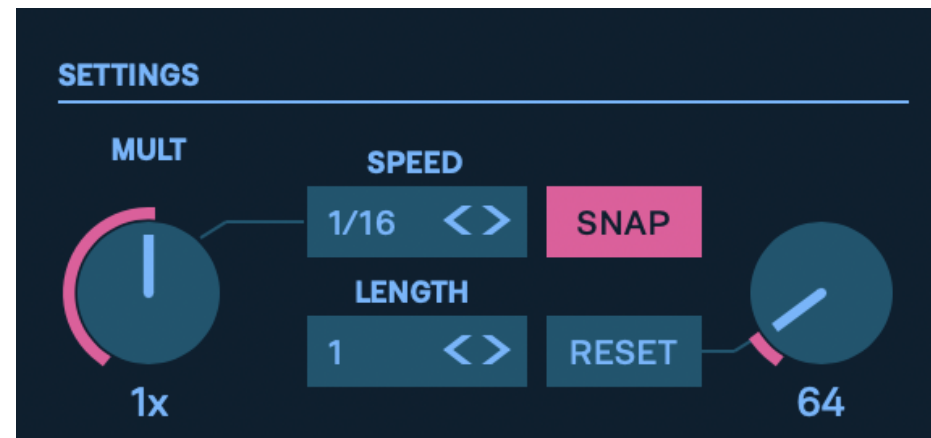 SETTINGS
MULT
SPEED
1/16
SNAP
LENGTH
1
RESET
1x
64